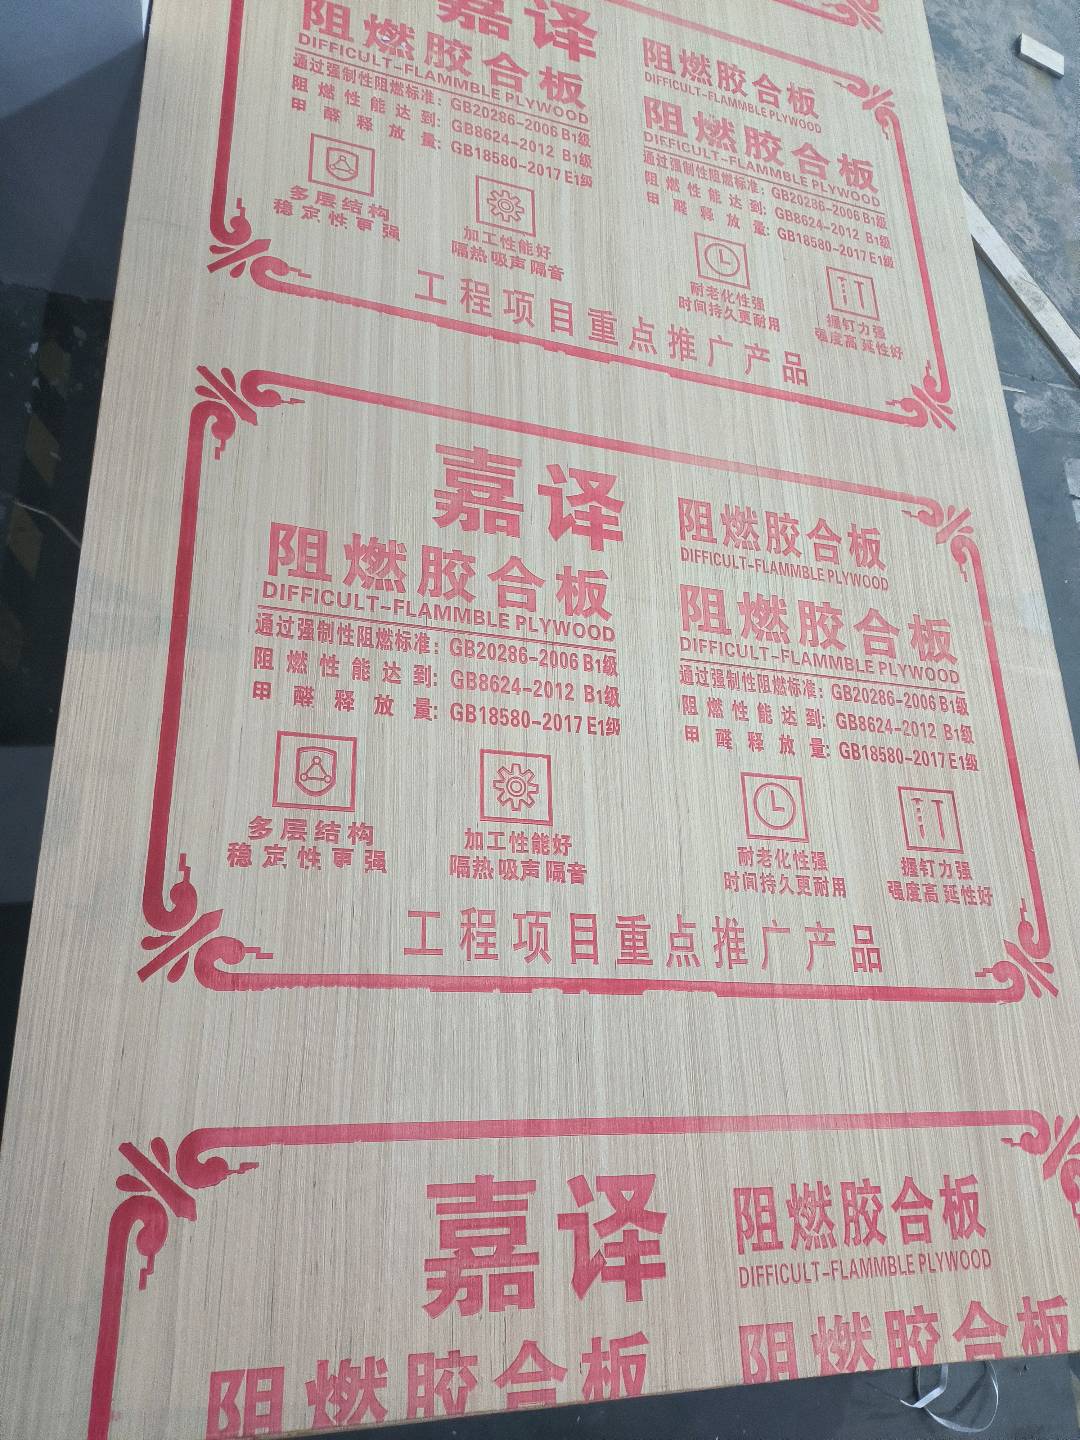 嘉译
阻燃胶合板
DIFFICULT-FLAMMBLE PLYWOOD
通过强制性阻燃标准: GB20286-2006 B1级
阻燃性能达到: GB8624-2012 B1级
甲醛释放量: GB18580-2017 E1级
多层结构
稳定性更强
加工性能好
隔热吸声隔音
阻燃胶合板
DIFFICULT-FLAMMBLE PLYWOOD
阻燃胶合板
DIFFICULT-FLAMMBLE PLYWOOD
通过强制性阻燃标准: GB20286-2006 B1级
阻燃性能达到: GB8624-2012 B1级
甲醛释放量: GB18580-2017 E1级
耐老化性强
时间持久更耐用
握钉力强
强度高 延性好
工程项目重点推广产品
嘉译
阻燃胶合板
DIFFICULT-FLAMMBLE PLYWOOD
通过强制性阻燃标准: GB20286-2006 B1级
阻燃性能达到: GB8624-2012 B1级
甲醛释放量: GB18580-2017 E1级
多层结构
稳定性更强
加工性能好
隔热吸声隔音
阻燃胶合板
DIFFICULT-FLAMMBLE PLYWOOD
阻燃胶合板
DIFFICULT-FLAMMBLE PLYWOOD
通过强制性阻燃标准: GB20286-2006 B1级
阻燃性能达到: GB8624-2012 B1级
甲醛释放量: GB18580-2017 E1级
耐老化性强
时间持久更耐用
握钉力强
强度高 延性好
工程项目重点推广产品
嘉译
阻燃胶合板
DIFFICULT-FLAMMBLE PLYWOOD
阻燃胶合板
阻燃胶合板